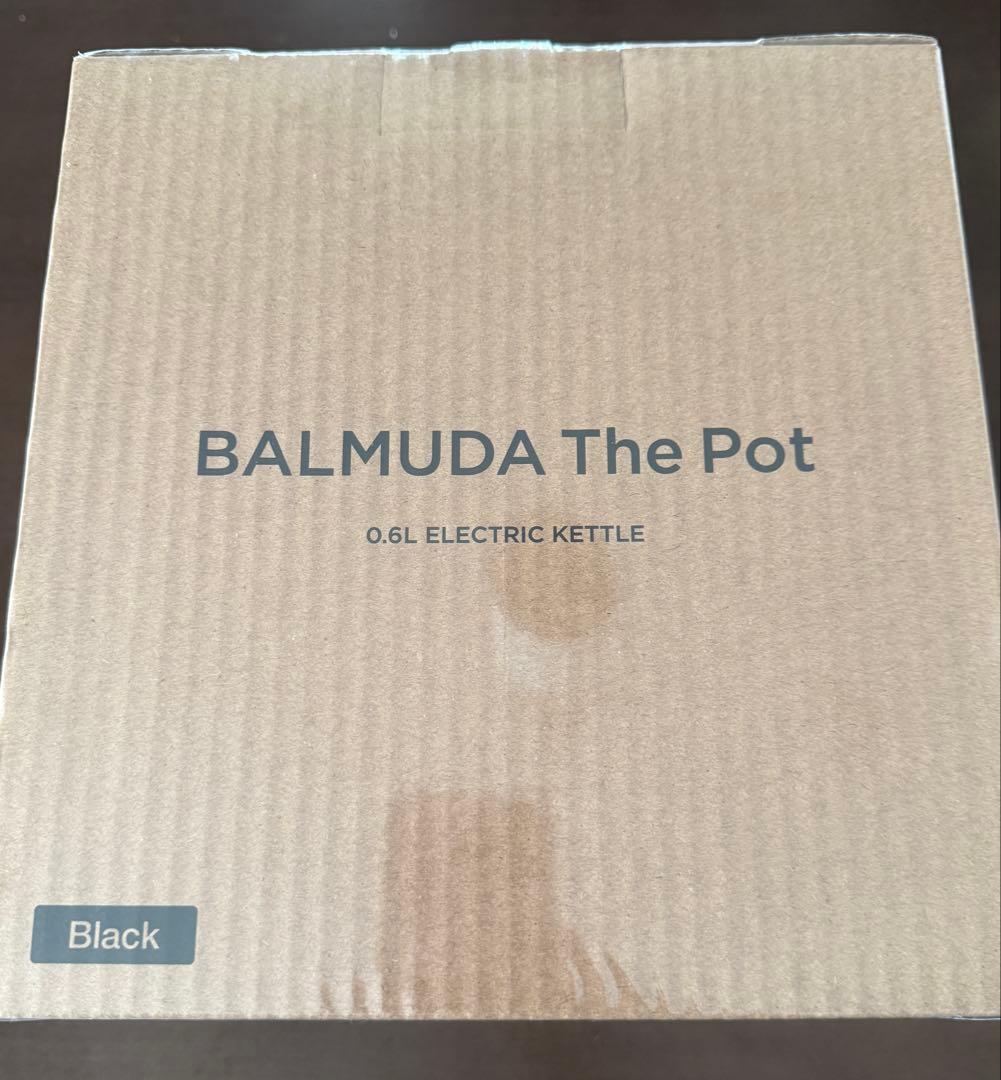 BALMUDA The Pot
0.6L ELECTRIC KETTLE
Black